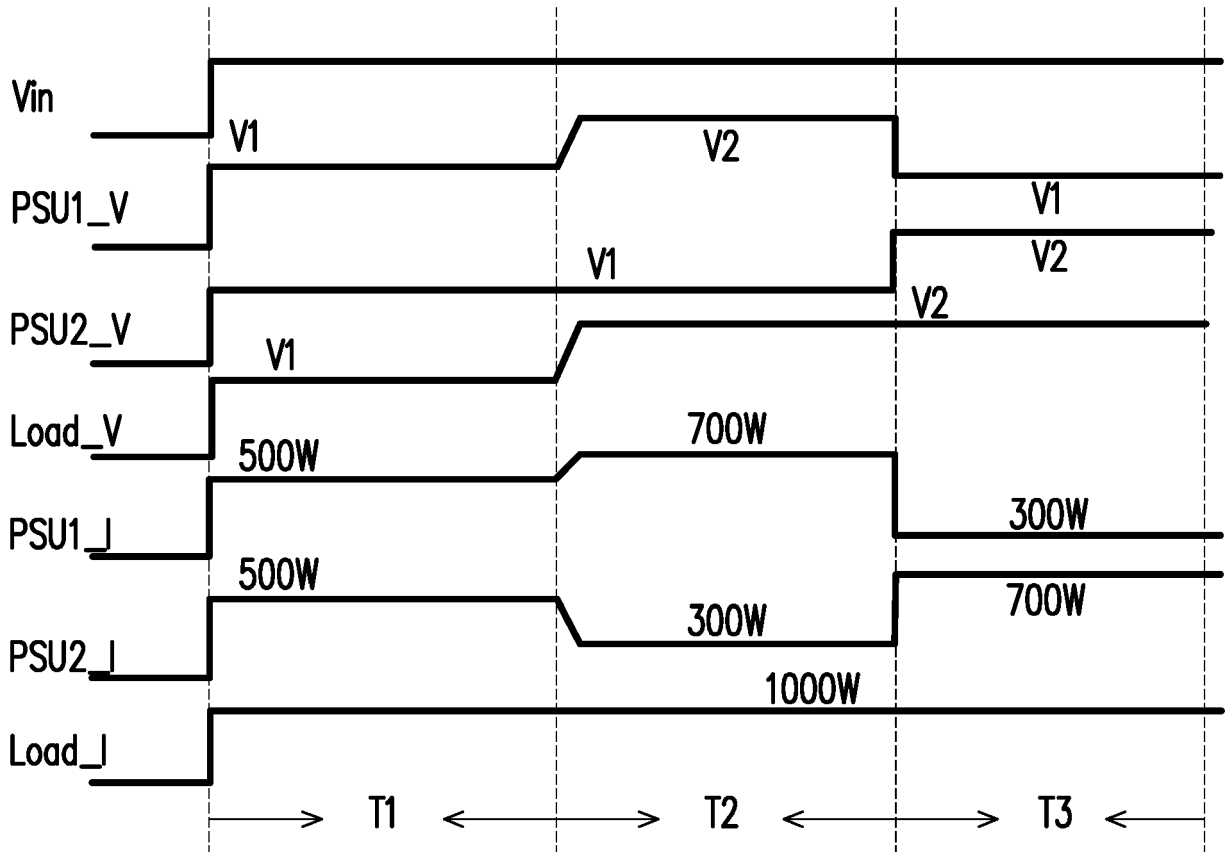 Vin
V1
V2
PSU1_V
V1
V1
V2
PSU2_V
V1
V2
Load_V
500W
700W
PSU1_I
300W
500W
300W
700W
PSU2_I
1000W
Load_I
T1
T2
T3